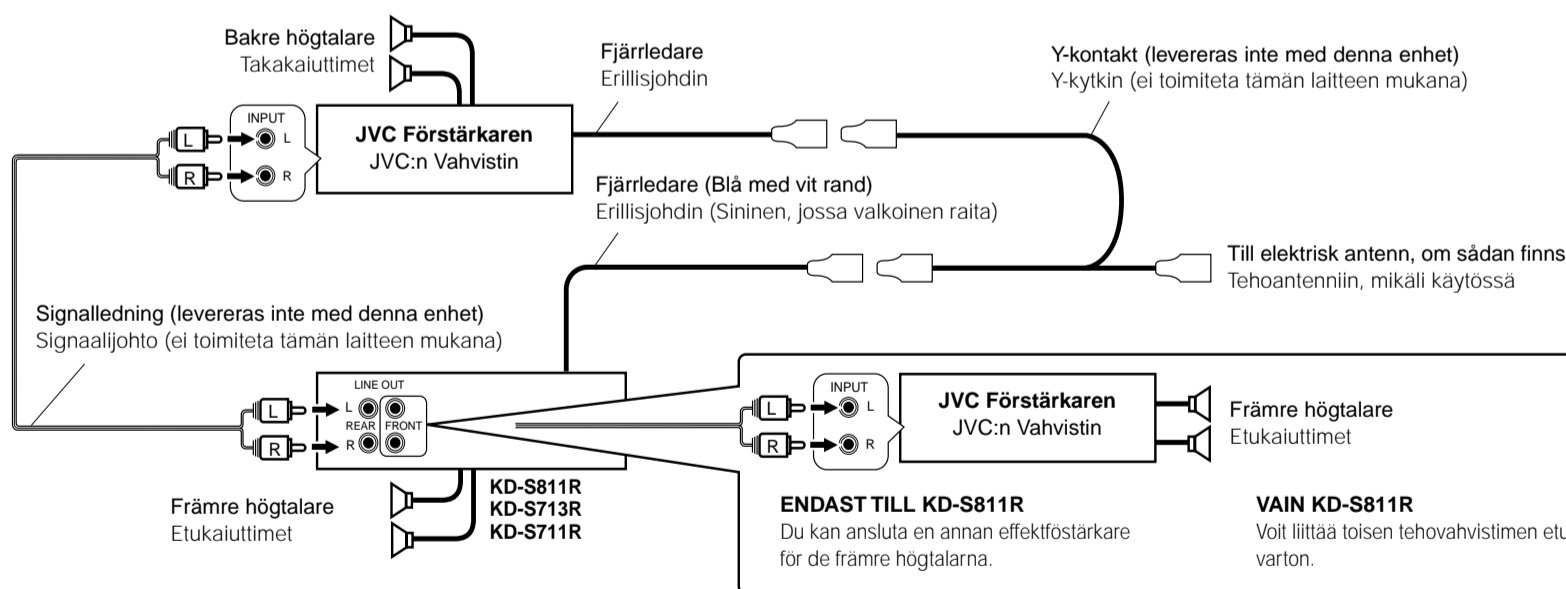 Bakre högtalare
Takakaiuttimet
Fjärrledare
Erillisjohdin
Y-kontakt (levereras inte med denna enhet)
Y-kytkin (ei toimiteta tämän laitteen mukana)
INPUT
L
L
R
R
JVC Förstärkaren
JVC:n Vahvistin
Fjärrledare (Blå med vit rand)
Erillisjohdin (Sininen, jossa valkoinen raita)
Till elektrisk antenn, om sådan finns
Tehoantenniin, mikäli käytössä
Signalledning (levereras inte med denna enhet)
Signaalijohto (ei toimiteta tämän laitteen mukana)
LINE OUT
L
L
REAR
FRONT
R
R
INPUT
L
L
R
R
JVC Förstärkaren
JVC:n Vahvistin
Främre högtalare
Etukaiuttimet
Främre högtalare
Etukaiuttimet
KD-S811R
KD-S713R
KD-S711R
ENDAST TILL KD-S811R
Du kan ansluta en annan effektföstärkare
för de främre högtalarna.
VAIN KD-S811R
Voit liittää toisen tehovahvistimen etu
varton.